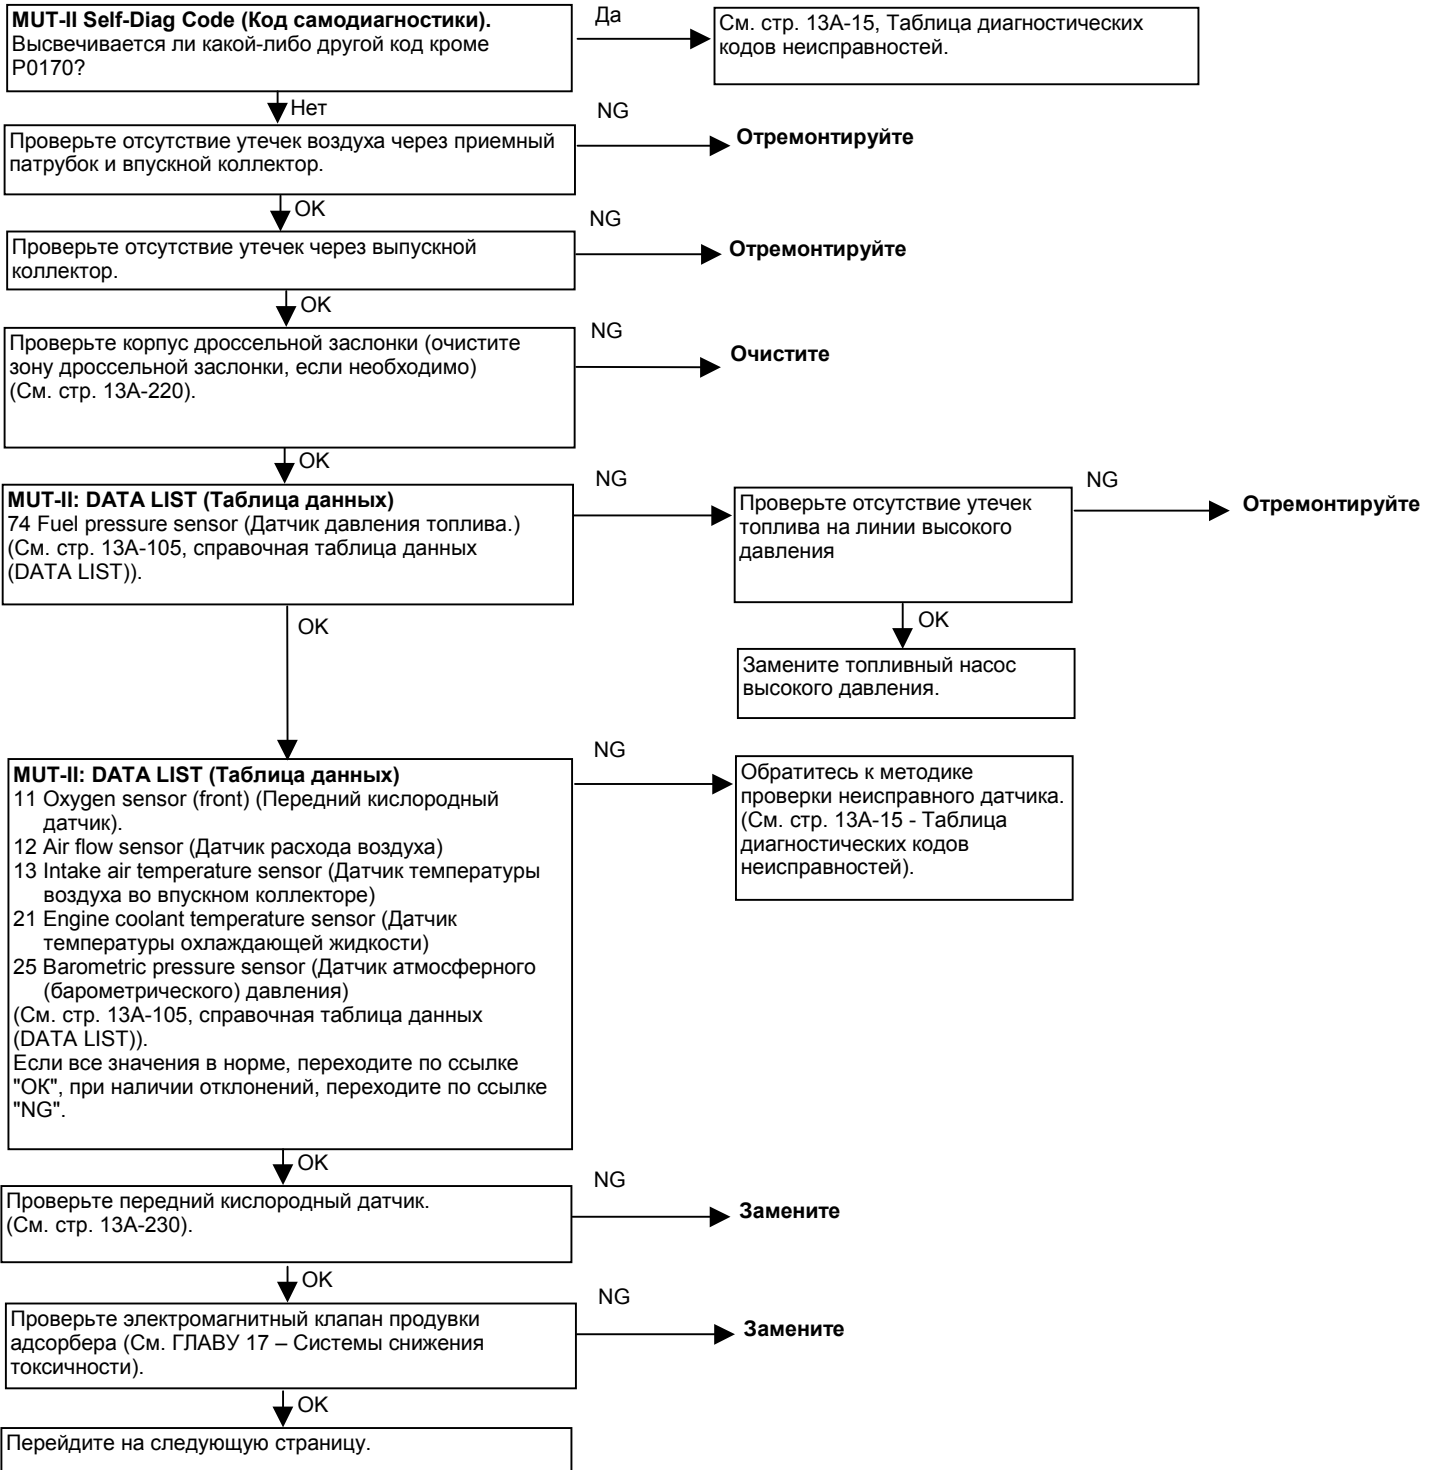 MUT-II Self-Diag Code (Код самодиагностики).
Высвечивается ли какой-либо другой код кроме
P0170?
Да
См. стр. 13A-15, Таблица диагностических
кодов неисправностей.
Нет
Проверьте отсутствие утечек воздуха через приемный
патрубок и впускной коллектор.
NG
Отремонтируйте
OK
Проверьте отсутствие утечек через выпускной
коллектор.
NG
Отремонтируйте
OK
Проверьте корпус дроссельной заслонки (очистите
зону дроссельной заслонки, если необходимо)
(См. стр. 13A-220).
NG
Очистите
OK
MUT-II: DATA LIST (Таблица данных)
74 Fuel pressure sensor (Датчик давления топлива.)
(См. стр. 13A-105, справочная таблица данных
(DATA LIST)).
NG
Проверьте отсутствие утечек
топлива на линии высокого
давления
NG
Отремонтируйте
OK
Замените топливный насос
высокого давления.
OK
MUT-II: DATA LIST (Таблица данных)
11 Oxygen sensor (front) (Передний кислородный
датчик).
12 Air flow sensor (Датчик расхода воздуха)
13 Intake air temperature sensor (Датчик температуры
воздуха во впускном коллекторе)
21 Engine coolant temperature sensor (Датчик
температуры охлаждающей жидкости)
25 Barometric pressure sensor (Датчик атмосферного
(барометрического) давления)
(См. стр. 13A-105, справочная таблица данных
(DATA LIST)).
Если все значения в норме, переходите по ссылке
"ОК", при наличии отклонений, переходите по ссылке
"NG".
NG
Обратитесь к методике
проверки неисправного датчика.
(См. стр. 13A-15 - Таблица
диагностических кодов
неисправностей).
OK
Проверьте передний кислородный датчик.
(См. стр. 13A-230).
NG
Замените
OK
Проверьте электромагнитный клапан продувки
адсорбера (См. ГЛАВУ 17 – Системы снижения
токсичности).
NG
Замените
OK
Перейдите на следующую страницу.